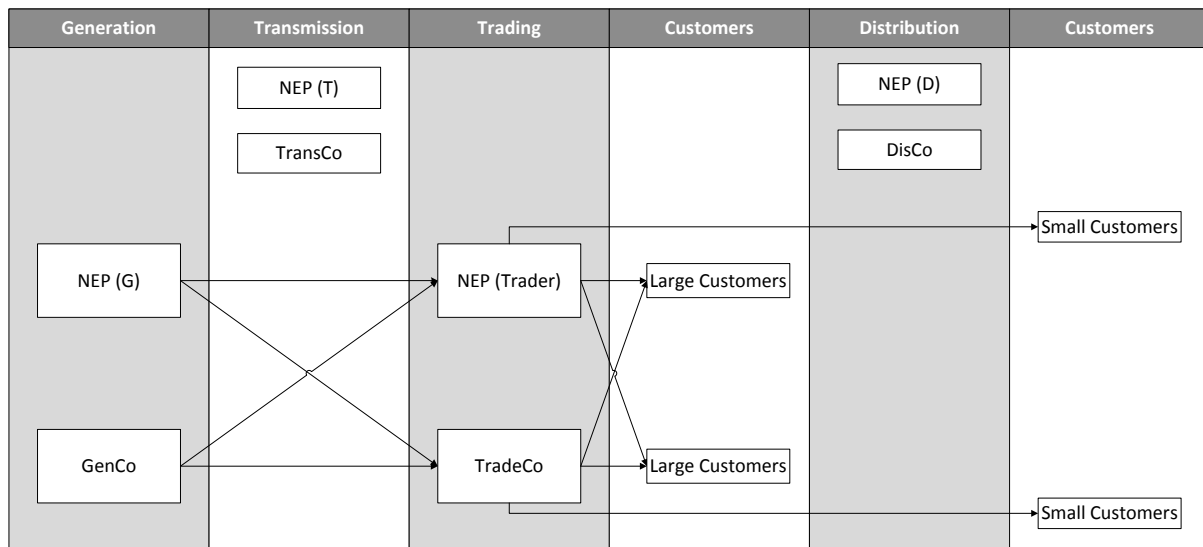 Generation
Transmission
Trading
Customers
Distribution
Customers
NEP (T)
NEP (D)
TransCo
DisCo
Small Customers
NEP (G)
NEP (Trader)
Large Customers
GenCo
TradeCo
Large Customers
Small Customers